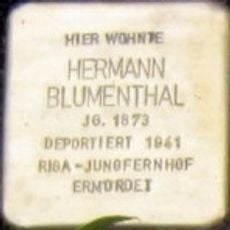 HIER WOHNTE
HERMANN
BLUMENTHAL
JG. 1873
DEPORTIERT 1941
RIGA-JUNGFERNHOF
ERMORDET